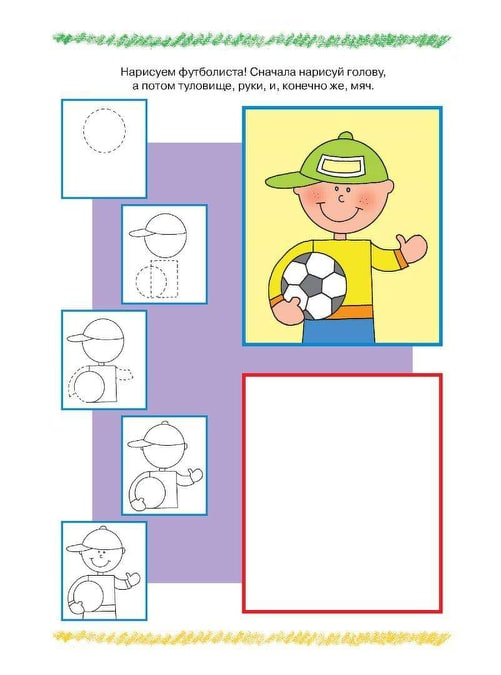 Нарисуем футболиста! Сначала нарисуй голову,
а потом туловище, руки, и, конечно же, мяч.